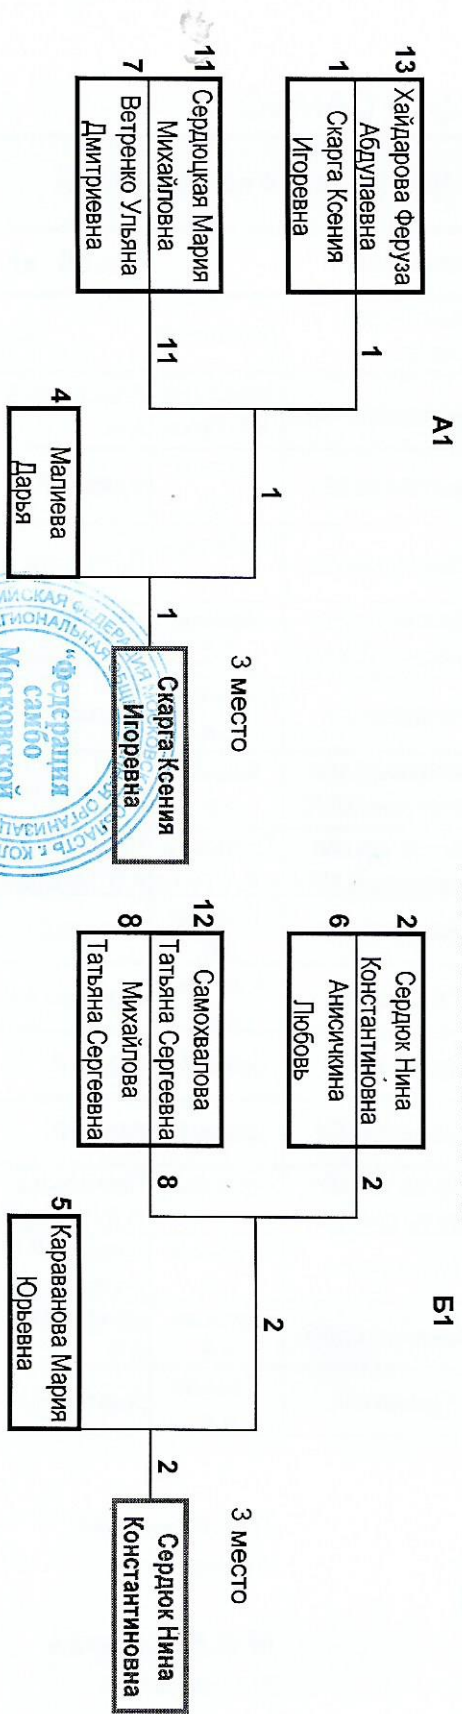 А1
13 Хайдарова Феруза
Абдулаевна
1 Скарга Ксения
Игоревна
1
11 Сердюцкая Мария
Михайловна
7 Ветренко Ульяна
Дмитриевна
11
1
4 Малиева
Дарья
1
3 место
Скарга Ксения
Игоревна
"Федерация
самбо
Московской
Б1
2 Сердюк Нина
Константиновна
6 Анисичкина
Любовь
2
12 Самохвалова
Татьяна Сергеевна
8 Михайлова
Татьяна Сергеевна
8
2
5 Караванова Мария
Юрьевна
2
3 место
Сердюк Нина
Константиновна